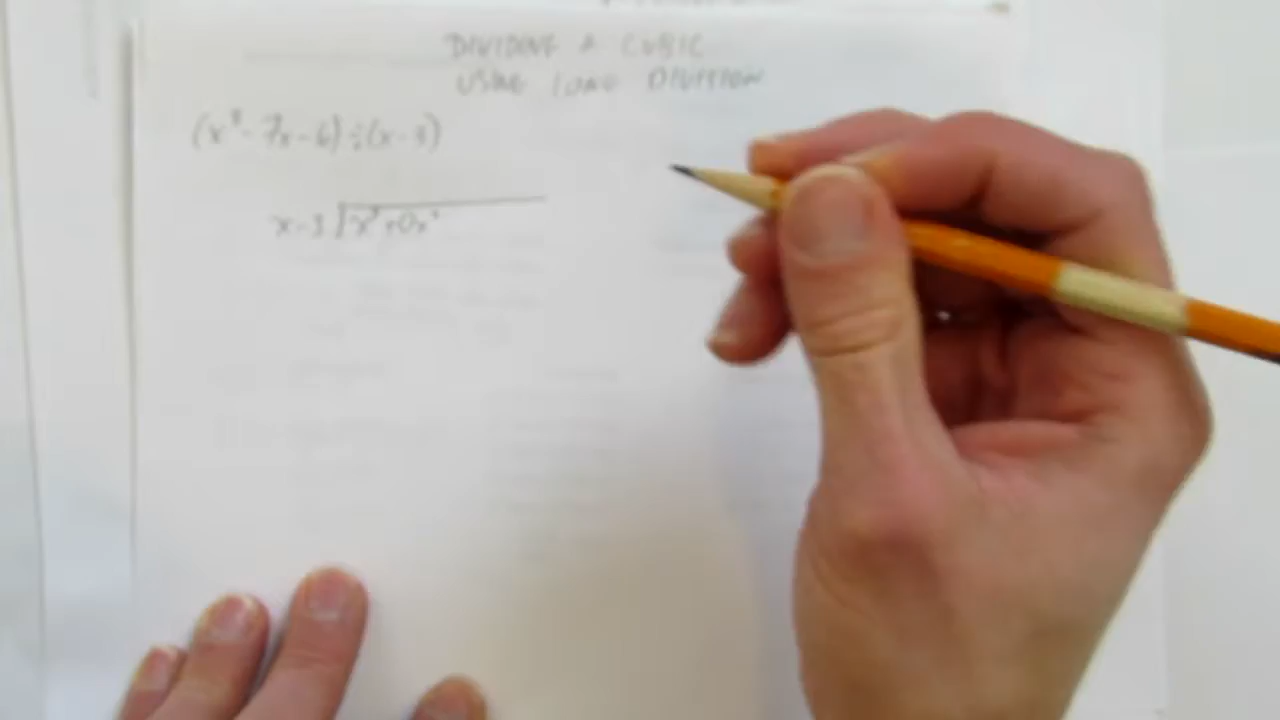 DIVIDING A CUBIC
USING LONG DIVISION
(x³-7x-6)÷(x-3)
x-3 x³+0x²